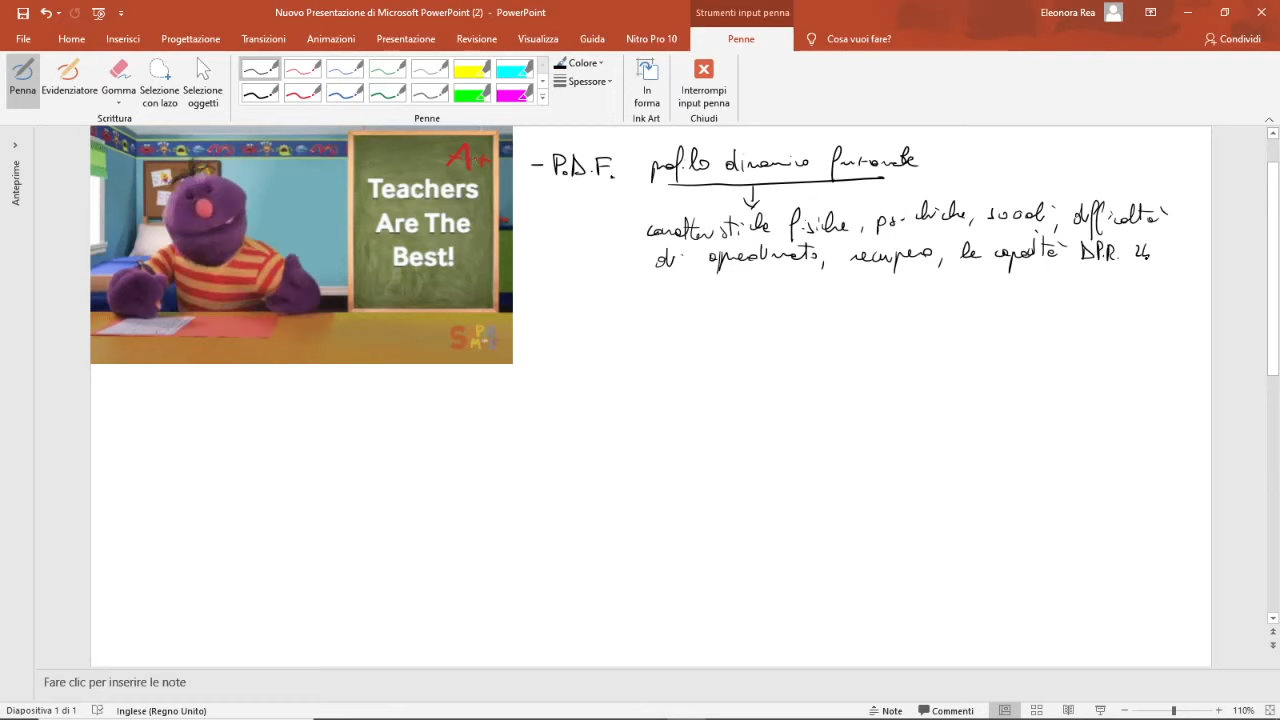 Nuovo Presentazione di Microsoft PowerPoint (2) - PowerPoint
Strumenti input penna
Eleonora Rea
File Home Inserisci Progettazione Transizioni Animazioni Presentazione Revisione Visualizza Guida Nitro Pro 10 Penne Cosa vuoi fare? Condividi
Penna Evidenziatore Gomma Selezione con lazo Selezione oggetti
Colore
Spessore
In forma
Interrompi input penna
Scrittura Penne Ink Art Chiudi
Anteprime
A++
Teachers
Are The
Best!
- P.D.F. profilo dinamico funzionale
caratteristiche fisiche, psichiche, sociali, difficoltà
di apprendimento, recupero, le capacità D.P.R. 24
Fare clic per inserire le note
Diapositiva 1 di 1 Inglese (Regno Unito) Note Commenti 110%